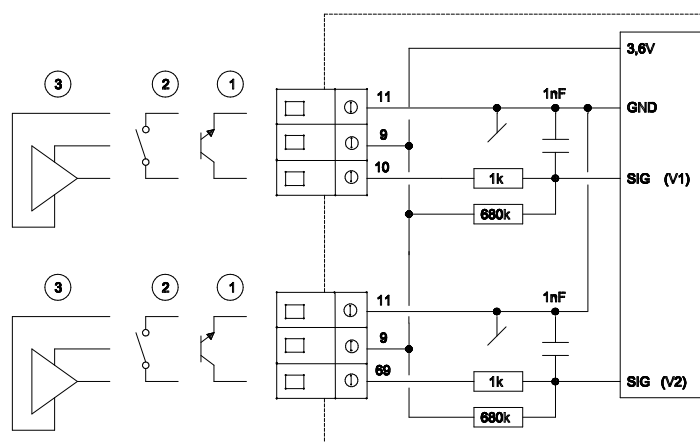 3,6V
3 2 1 11 1nF GND
9
10 1k SIG (V1)
680k
3 2 1 11 1nF
9
69 1k SIG (V2)
680k